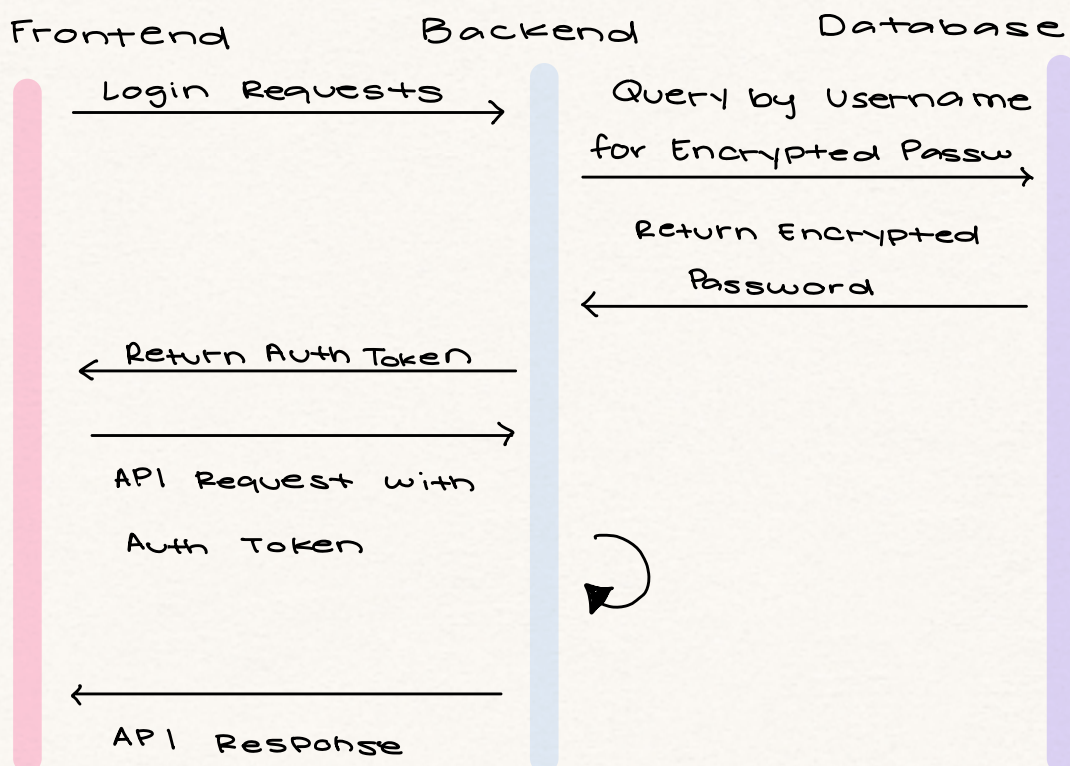 Frontend Backend Database
Login Requests
Query by Username
for Encrypted Passw
Return Encrypted
Password
Return Auth Token
API Request with
Auth Token
API Response